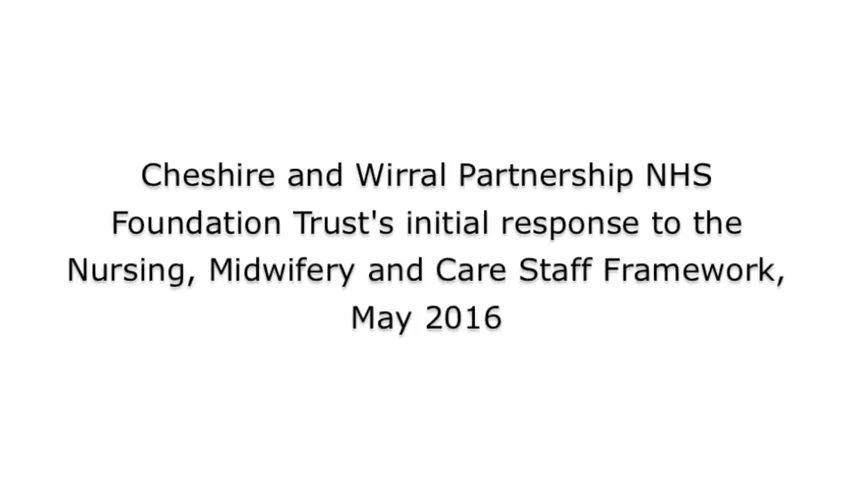 Cheshire and Wirral Partnership NHS
Foundation Trust's initial response to the
Nursing, Midwifery and Care Staff Framework,
May 2016